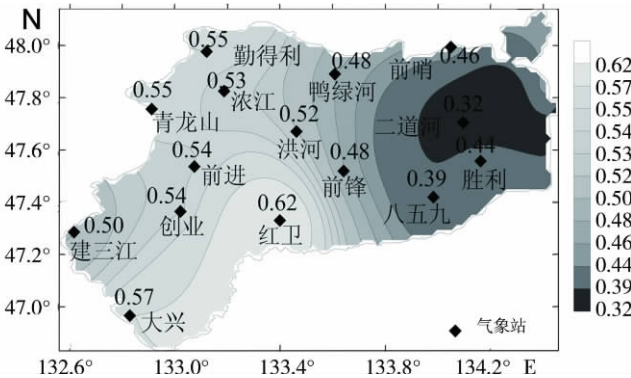 N
48.0°
47.8°
47.6°
47.4°
47.2°
47.0°
0.55
勤得利
0.48
鸭绿河
前哨
0.46
0.55
青龙山
0.53
浓江
0.52
洪河
二道河
0.32
0.54
前进
0.48
前锋
0.44
胜利
0.54
创业
0.62
红卫
0.39
八五九
0.50
建三江
0.57
大兴
气象站
132.6° 133.0° 133.4° 133.8° 134.2° E
0.62
0.57
0.55
0.54
0.53
0.52
0.50
0.48
0.46
0.44
0.39
0.32